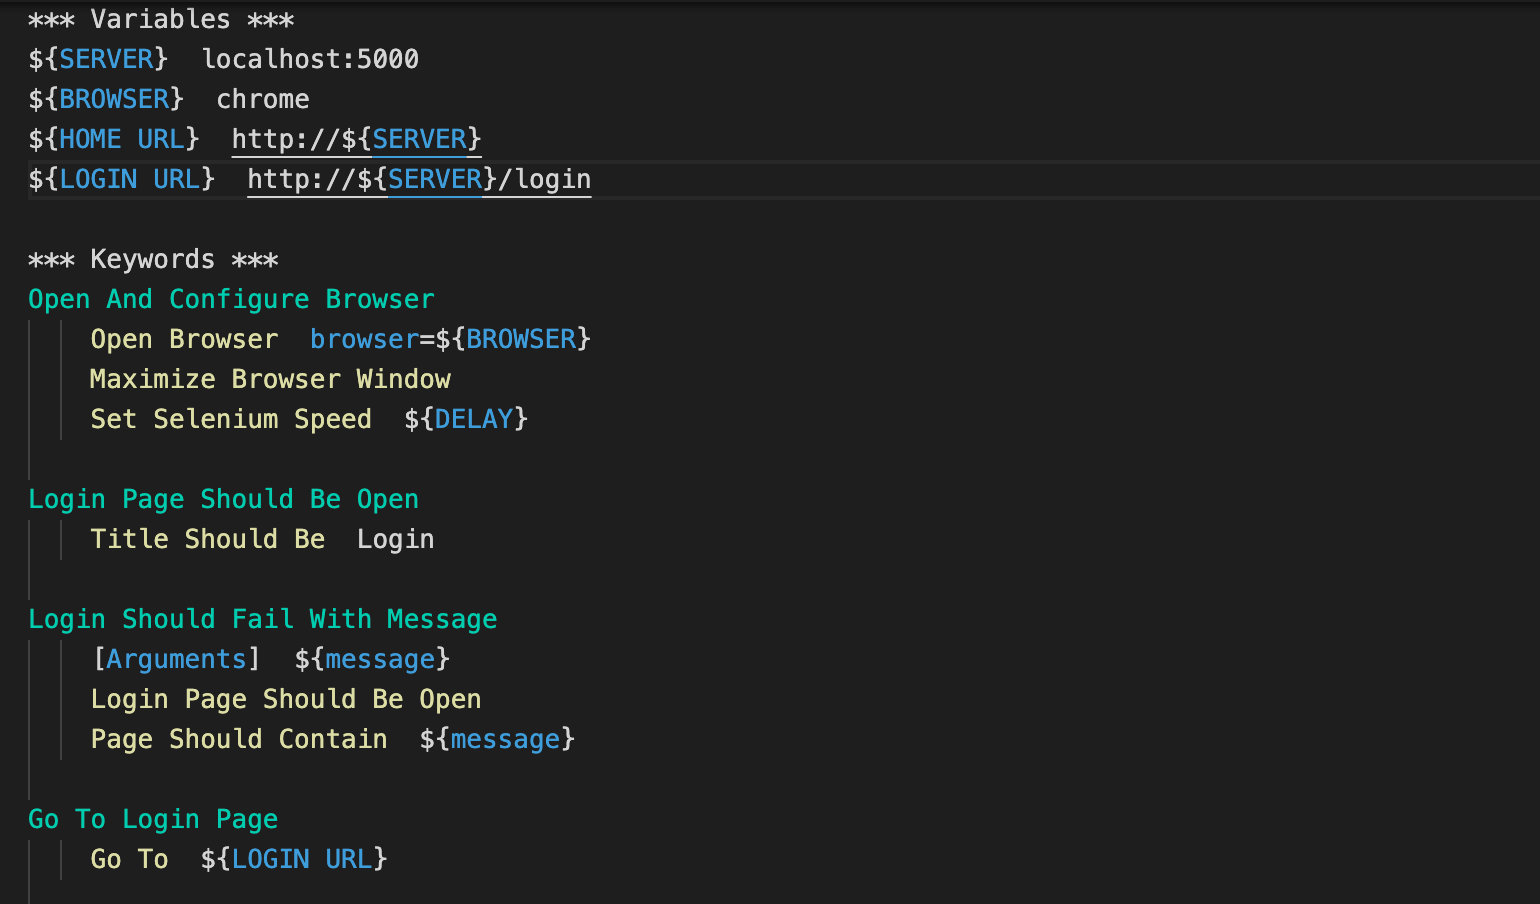 *** Variables ***
${SERVER}  localhost:5000
${BROWSER}  chrome
${HOME URL}  http://${SERVER}
${LOGIN URL}  http://${SERVER}/login

*** Keywords ***
Open And Configure Browser
    Open Browser  browser=${BROWSER}
    Maximize Browser Window
    Set Selenium Speed  ${DELAY}

Login Page Should Be Open
    Title Should Be  Login

Login Should Fail With Message
    [Arguments]  ${message}
    Login Page Should Be Open
    Page Should Contain  ${message}

Go To Login Page
    Go To  ${LOGIN URL}